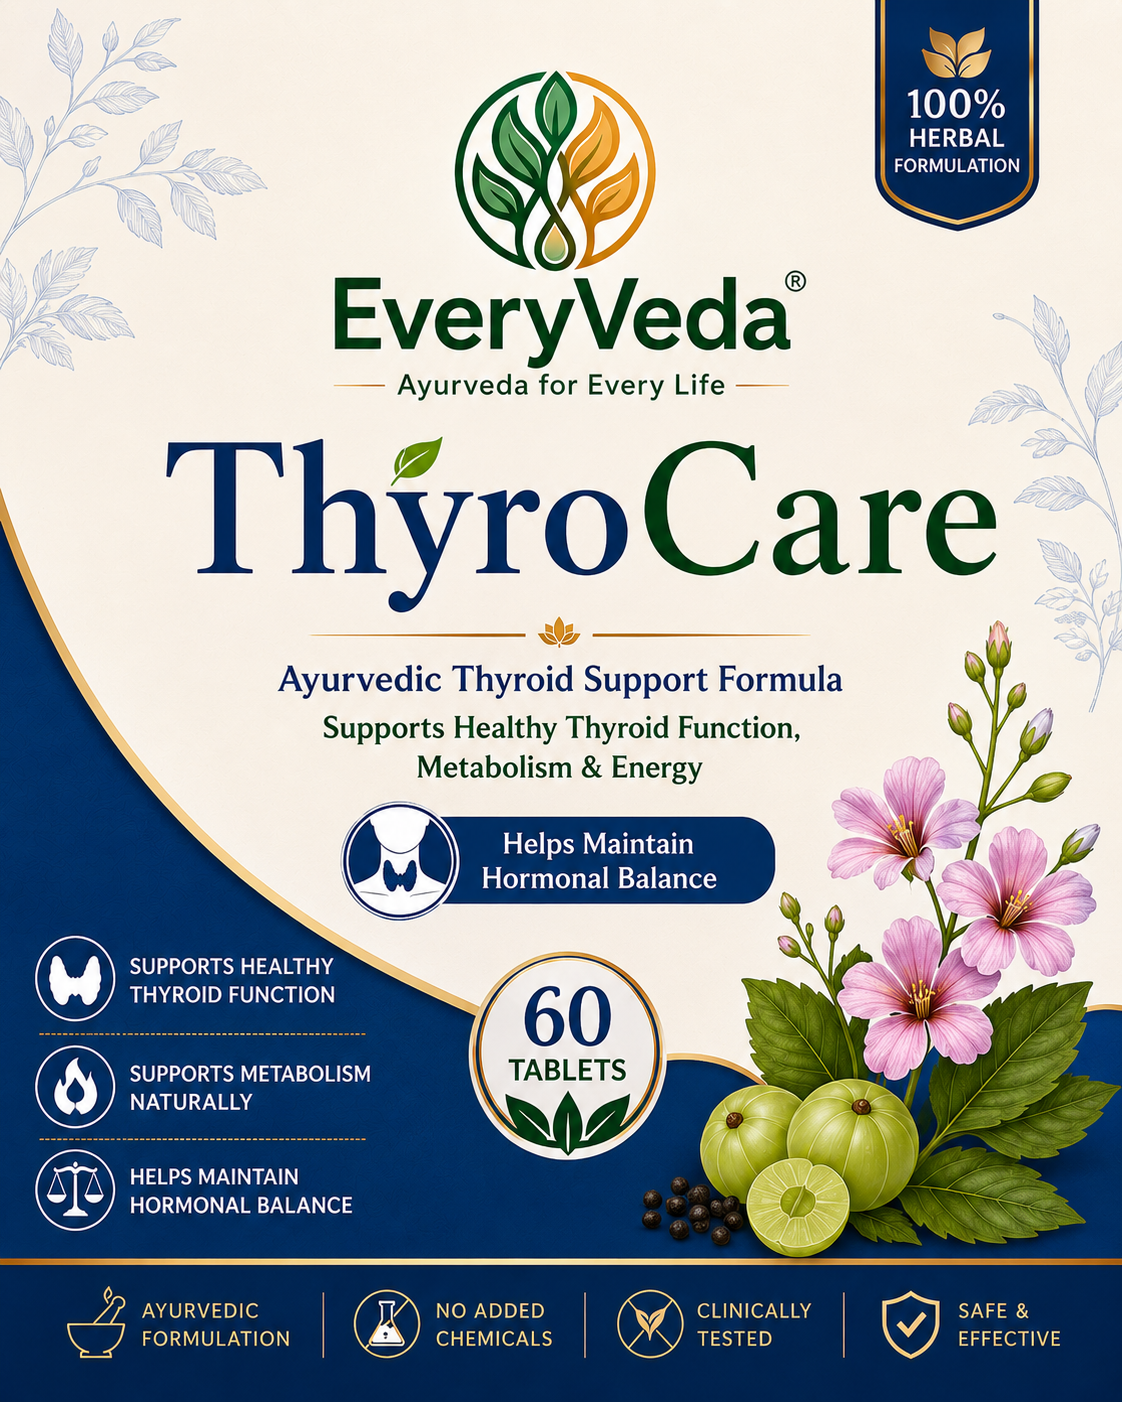 100%
HERBAL
FORMULATION
EveryVeda®
Ayurveda for Every Life
ThyroCare
Ayurvedic Thyroid Support Formula
Supports Healthy Thyroid Function,
Metabolism & Energy
Helps Maintain
Hormonal Balance
SUPPORTS HEALTHY
THYROID FUNCTION
SUPPORTS METABOLISM
NATURALLY
HELPS MAINTAIN
HORMONAL BALANCE
60
TABLETS
AYURVEDIC
FORMULATION
NO ADDED
CHEMICALS
CLINICALLY
TESTED
SAFE &
EFFECTIVE